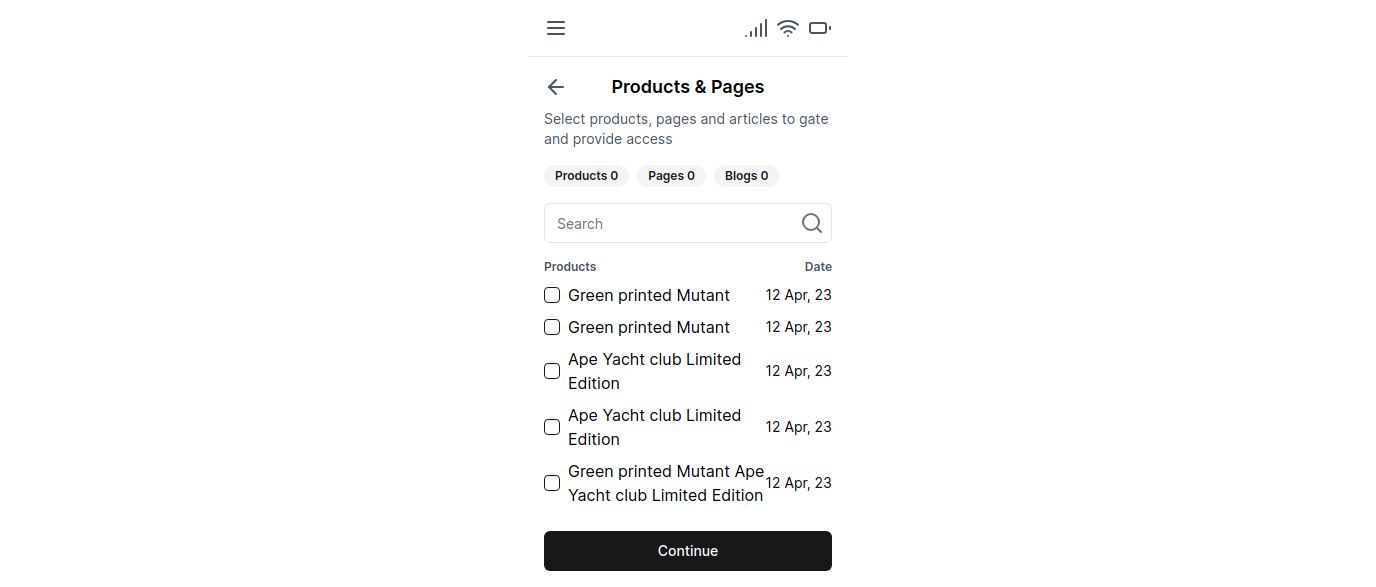 Products & Pages
Select products, pages and articles to gate
and provide access
Products 0 Pages 0 Blogs 0
Search
Products Date
Green printed Mutant 12 Apr, 23
Green printed Mutant 12 Apr, 23
Ape Yacht club Limited
Edition 12 Apr, 23
Ape Yacht club Limited
Edition 12 Apr, 23
Green printed Mutant Ape
Yacht club Limited Edition 12 Apr, 23
Continue